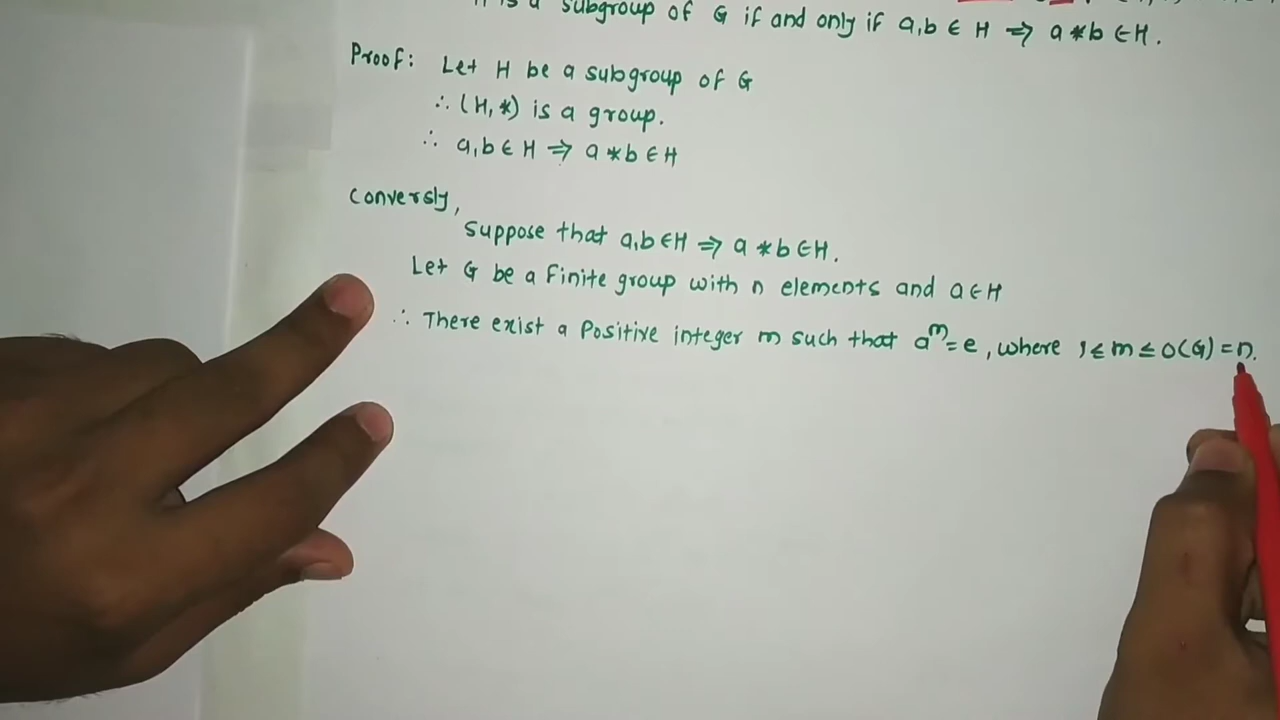 is a subgroup of G if and only if a,b ∈ H ⇒ a * b ∈ H.
Proof: Let H be a subgroup of G
∴ (H, *) is a group.
∴ a,b ∈ H ⇒ a * b ∈ H
Conversly,
Suppose that a,b ∈ H ⇒ a * b ∈ H.
Let G be a Finite group with n elements and a ∈ H
∴ There exist a Positive integer m such that a^m = e, where 1 ≤ m ≤ O(G) = n.